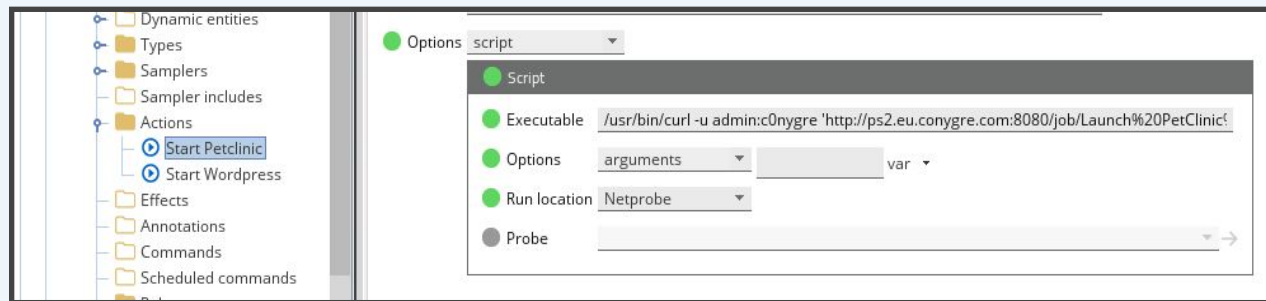 Dynamic entities
Types
Samplers
Sampler includes
Actions
Start Petclinic
Start Wordpress
Effects
Annotations
Commands
Scheduled commands
Options script
Script
Executable /usr/bin/curl -u admin:c0nygre 'http://ps2.eu.conygre.com:8080/job/Launch%20PetClinic%
Options arguments var
Run location Netprobe
Probe